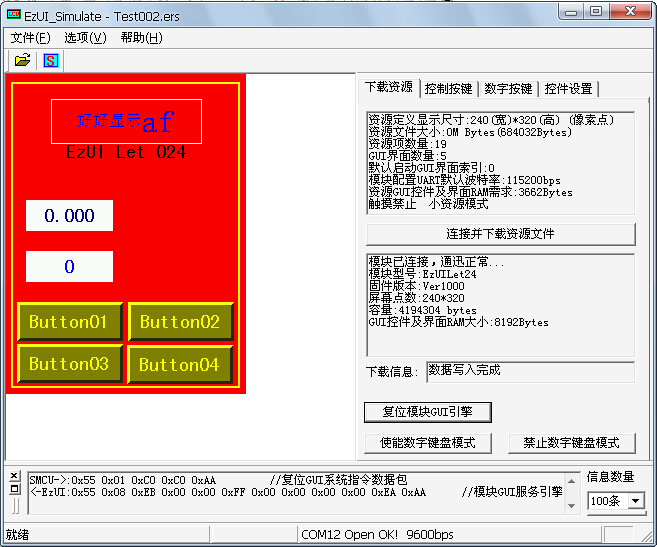 EzUI_Simulate - Test002.ers
文件(F) 选项(V) 帮助(H)
好好显示af
EzUI Let 024
0.000
0
Button01 Button02
Button03 Button04
下载资源 控制按键 数字按键 控件设置
资源定义显示尺寸:240(宽)*320(高) (像素点)
资源文件大小:0M Bytes(684032Bytes)
资源项数量:19
GUI界面数量:5
默认启动GUI界面索引:0
模块配置UART默认波特率:115200bps
资源GUI控件及界面RAM需求:3662Bytes
触摸禁止 小资源模式
连接并下载资源文件
模块已连接，通迅正常...
模块型号:EzUILet24
固件版本:Ver1000
屏幕点数:240*320
容量:4194304 bytes
GUI控件及界面RAM大小:8192Bytes
下载信息: 数据写入完成
复位模块GUI引擎
使能数字键盘模式 禁止数字键盘模式
SMCU->:0x55 0x01 0xC0 0xC0 0xAA //复位GUI系统指令数据包
<-EzUI:0x55 0x08 0xEB 0x00 0x00 0xFF 0x00 0x00 0x00 0x00 0xEA 0xAA //模块GUI服务引擎
信息数量
100条
就绪 COM12 Open OK! 9600bps